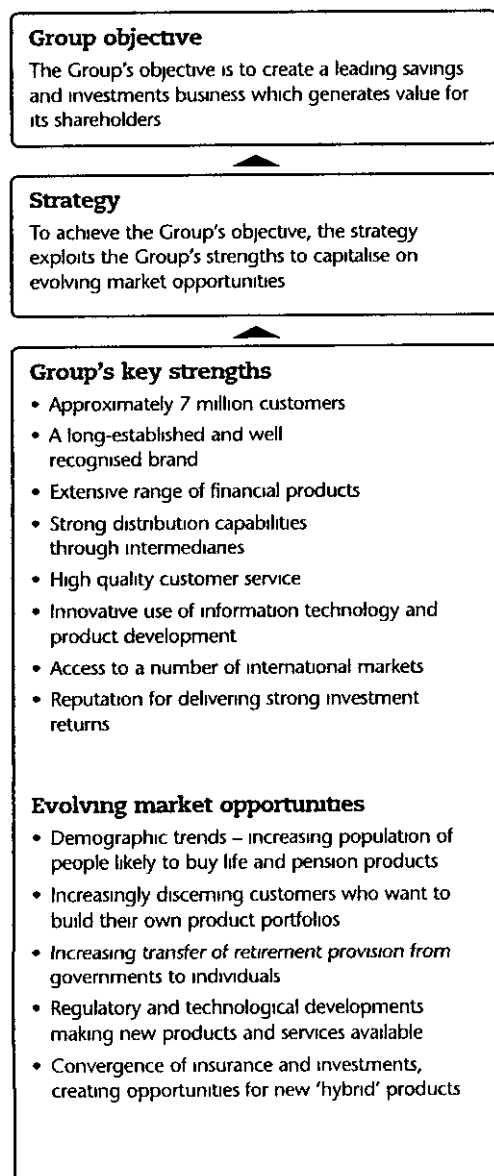 Group objective
The Group's objective is to create a leading savings
and investments business which generates value for
its shareholders
Strategy
To achieve the Group's objective, the strategy
exploits the Group's strengths to capitalise on
evolving market opportunities
Group's key strengths
• Approximately 7 million customers
• A long-established and well
recognised brand
• Extensive range of financial products
• Strong distribution capabilities
through intermediaries
• High quality customer service
• Innovative use of information technology and
product development
• Access to a number of international markets
• Reputation for delivering strong investment
returns
Evolving market opportunities
• Demographic trends – increasing population of
people likely to buy life and pension products
• Increasingly discerning customers who want to
build their own product portfolios
• Increasing transfer of retirement provision from
governments to individuals
• Regulatory and technological developments
making new products and services available
• Convergence of insurance and investments,
creating opportunities for new 'hybrid' products